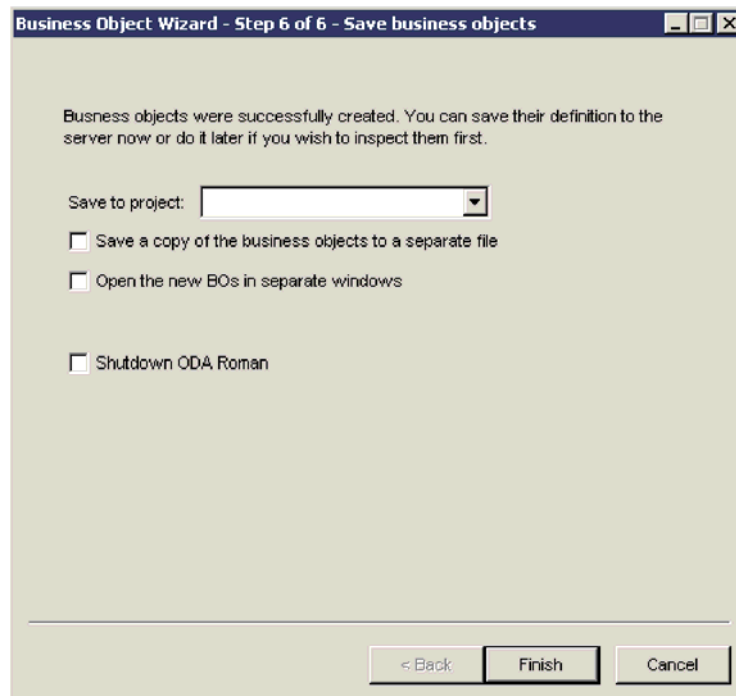 Business Object Wizard - Step 6 of 6 - Save business objects
Busness objects were successfully created. You can save their definition to the
server now or do it later if you wish to inspect them first.
Save to project:
Save a copy of the business objects to a separate file
Open the new BOs in separate windows
Shutdown ODA Roman
< Back Finish Cancel